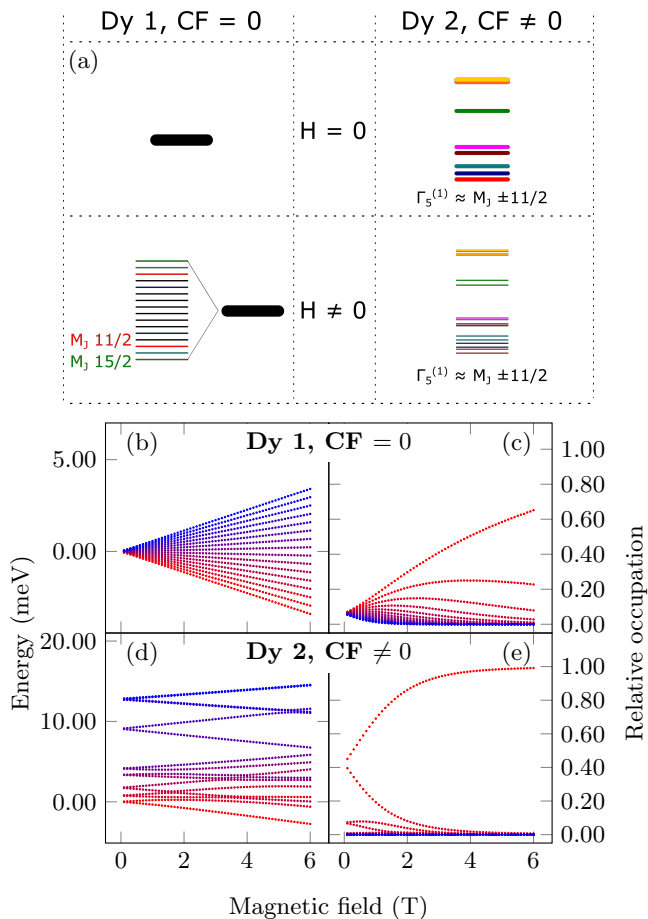 Dy 1, CF = 0
Dy 2, CF ≠ 0
(a)
H = 0
Γ₅⁽¹⁾ ≈ M_J ±11/2
M_J 11/2
M_J 15/2
H ≠ 0
Γ₅⁽¹⁾ ≈ M_J ±11/2
(b) Dy 1, CF = 0 (c)
5.00
0.00
1.00
0.80
0.60
0.40
0.20
0.00
(d) Dy 2, CF ≠ 0 (e)
20.00
10.00
0.00
1.00
0.80
0.60
0.40
0.20
0.00
Energy (meV)
Relative occupation
0 2 4 6 0 2 4 6
Magnetic field (T)